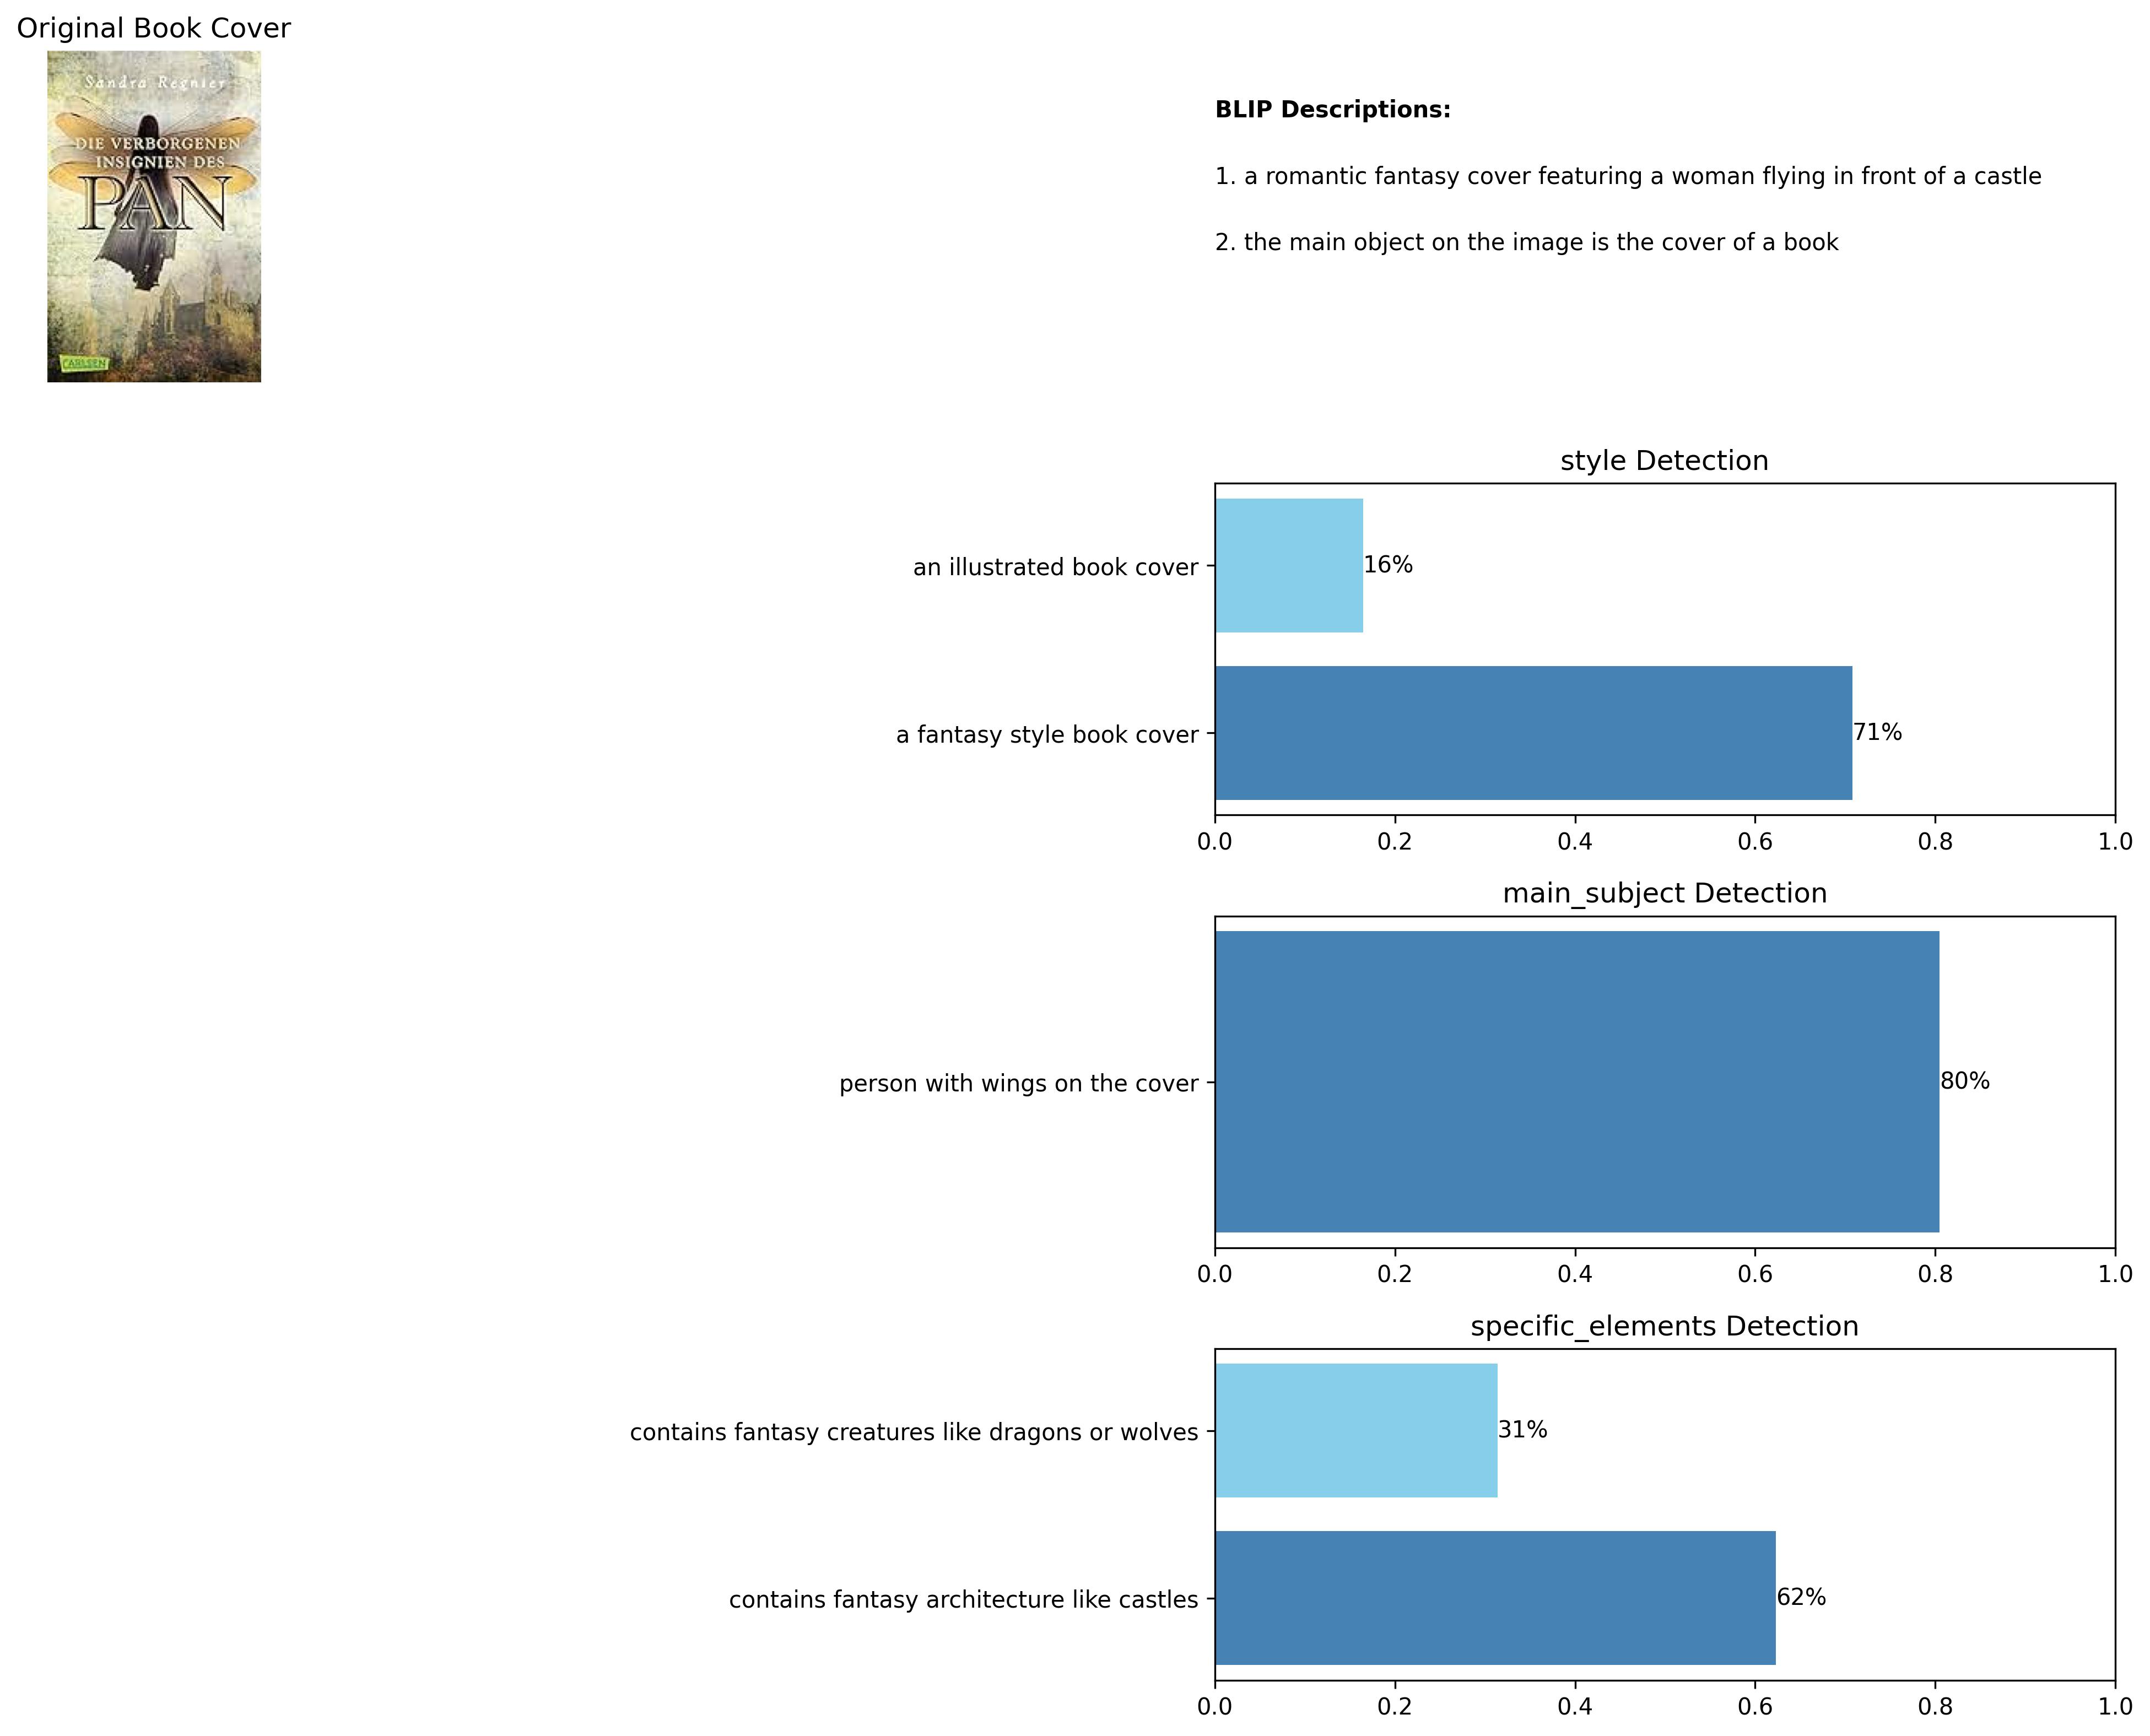 Original Book Cover
Sandra Regnier
DIE VERBORGENEN
INSIGNIEN DES
PAN
CARLSEN
BLIP Descriptions:
1. a romantic fantasy cover featuring a woman flying in front of a castle
2. the main object on the image is the cover of a book
style Detection
an illustrated book cover
16%
a fantasy style book cover
71%
0.0 0.2 0.4 0.6 0.8 1.0
main_subject Detection
person with wings on the cover
80%
0.0 0.2 0.4 0.6 0.8 1.0
specific_elements Detection
contains fantasy creatures like dragons or wolves
31%
contains fantasy architecture like castles
62%
0.0 0.2 0.4 0.6 0.8 1.0